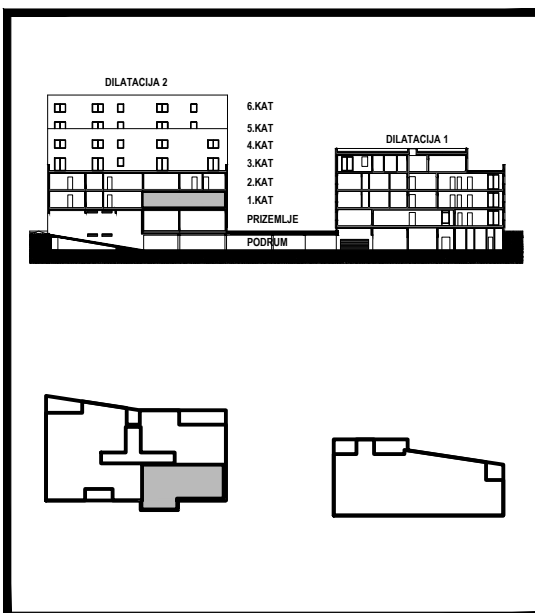 DILATACIJA 2
6.KAT
5.KAT
4.KAT
DILATACIJA 1
3.KAT
2.KAT
1.KAT
PRIZEMLJE
PODRUM